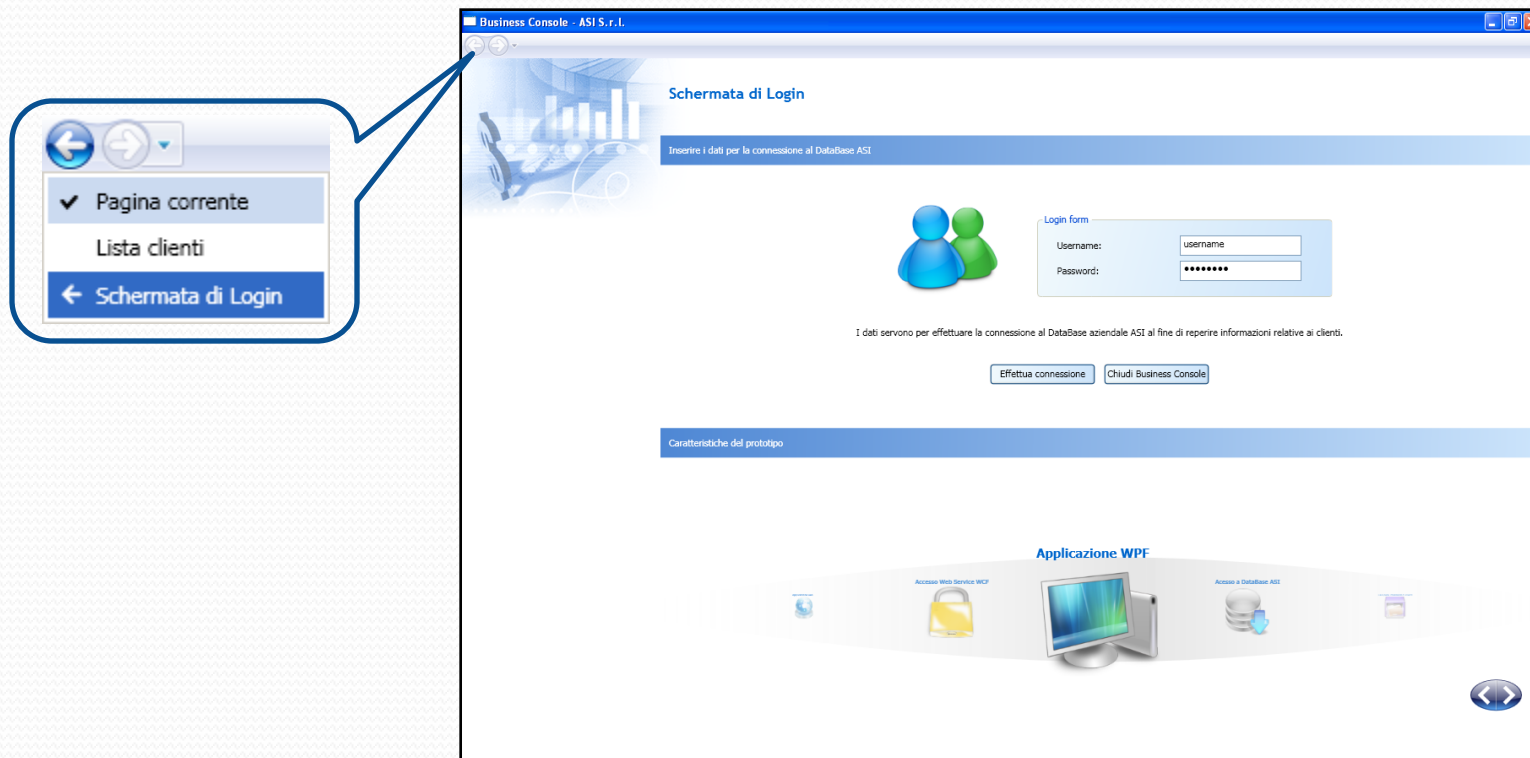 Business Console - ASI S.r.l.
Pagina corrente
Lista clienti
Schermata di Login
Schermata di Login
Inserire i dati per la connessione al DataBase ASI
Login form
Username:
username
Password:
I dati servono per effettuare la connessione al DataBase aziendale ASI al fine di reperire informazioni relative ai clienti.
Effettua connessione
Chiudi Business Console
Caratteristiche del prototipo
Applicazione WPF
Accesso Web Service WCF
Acesso a DataBase ASI